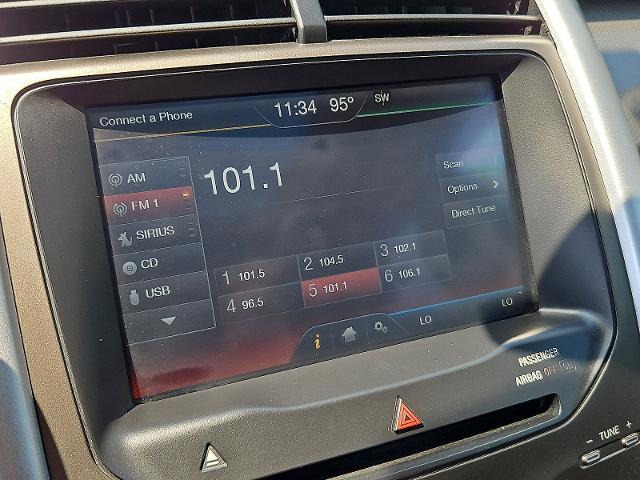 Connect a Phone
11:34 95° SW
AM
FM 1
SIRIUS
CD
USB
101.1
Scan
Options
Direct Tune
1 101.5 2 104.5 3 102.1
4 96.5 5 101.1 6 106.1
i LO LO
PASSENGER
AIRBAG OFF
- TUNE +